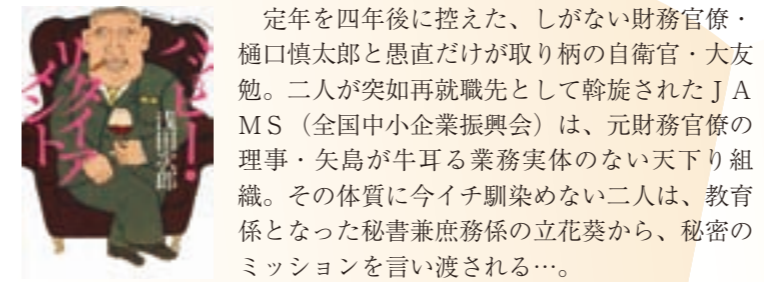 ハッピー・
リタイア
メント
浅田次郎
定年を四年後に控えた、しがない財務官僚・
樋口慎太郎と愚直だけが取り柄の自衛官・大友
勉。二人が突如再就職先として斡旋されたＪＡ
ＭＳ（全国中小企業振興会）は、元財務官僚の
理事・矢島が牛耳る業務実体のない天下り組
織。その体質に今イチ馴染めない二人は、教育
係となった秘書兼庶務係の立花葵から、秘密の
ミッションを言い渡される…。